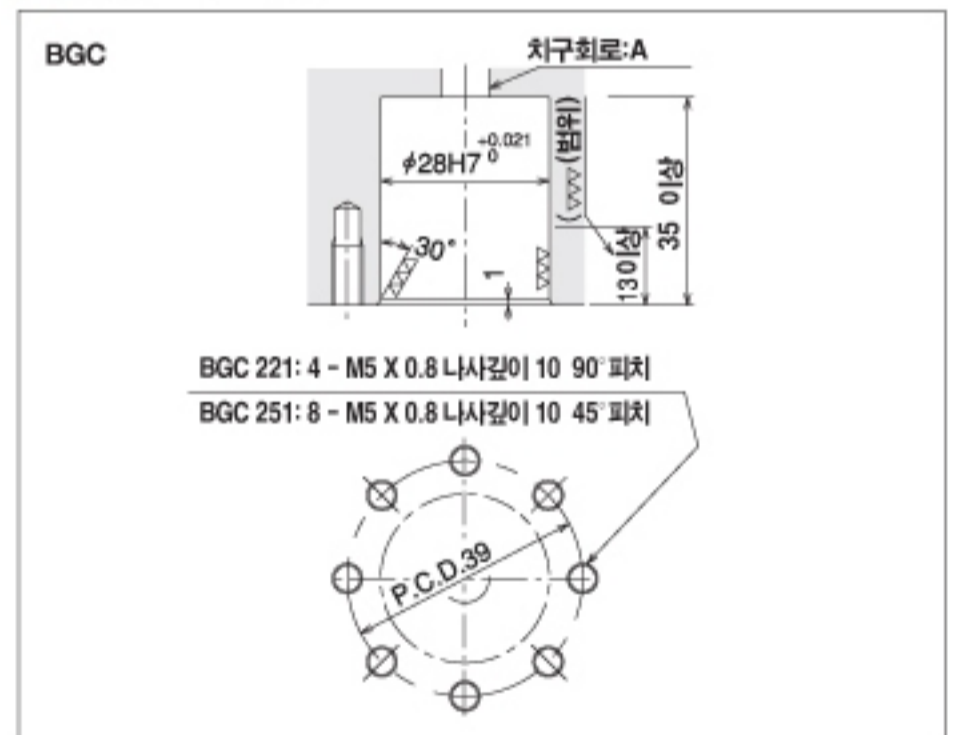 BGC
치구회로:A
+0.021
φ28H7 0
(▽▽▽)(범위)
35 이상
13이상
30°
▽▽▽
▽▽▽
1
BGC 221: 4 - M5 X 0.8 나사깊이 10 90° 피치
BGC 251: 8 - M5 X 0.8 나사깊이 10 45° 피치
P.C.D.39